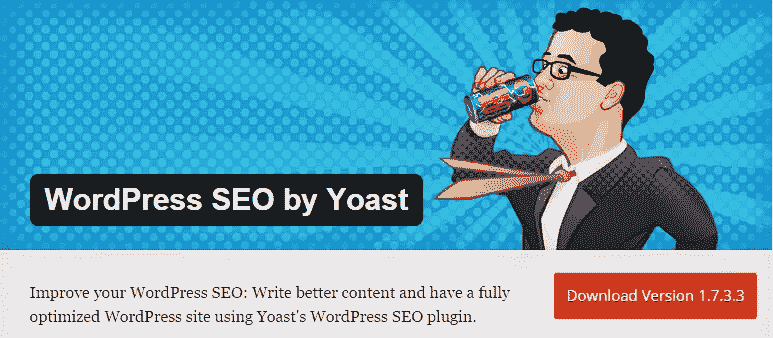 WordPress SEO by Yoast
Improve your WordPress SEO: Write better content and have a fully
optimized WordPress site using Yoast's WordPress SEO plugin.
Download Version 1.7.3.3